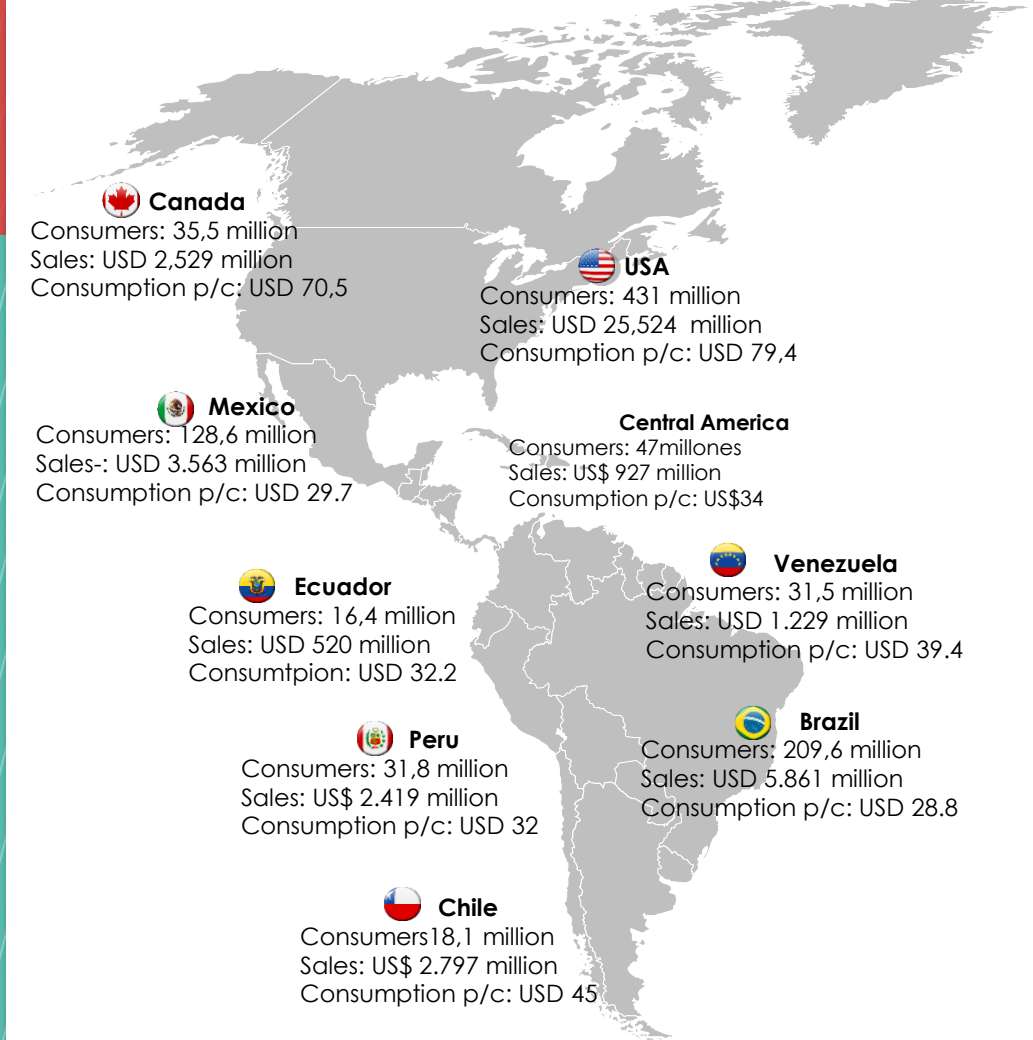 Canada
Consumers: 35,5 million
Sales: USD 2,529 million
Consumption p/c: USD 70,5
USA
Consumers: 431 million
Sales: USD 25,524 million
Consumption p/c: USD 79,4
Mexico
Consumers: 128,6 million
Sales-: USD 3.563 million
Consumption p/c: USD 29.7
Central America
Consumers: 47millones
Sales: US$ 927 million
Consumption p/c: US$34
Venezuela
Consumers: 31,5 million
Sales: USD 1.229 million
Consumption p/c: USD 39.4
Ecuador
Consumers: 16,4 million
Sales: USD 520 million
Consumtpion: USD 32.2
Brazil
Consumers: 209,6 million
Sales: USD 5.861 million
Consumption p/c: USD 28.8
Peru
Consumers: 31,8 million
Sales: US$ 2.419 million
Consumption p/c: USD 32
Chile
Consumers18,1 million
Sales: US$ 2.797 million
Consumption p/c: USD 45